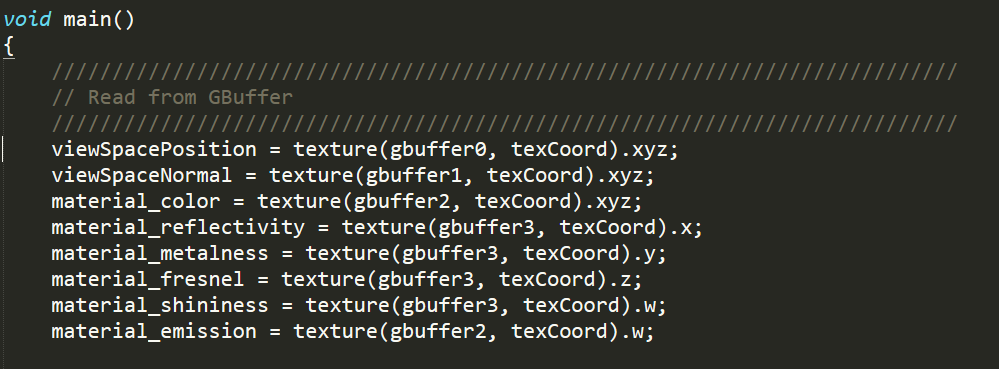 void main()
{
///////////////////////////////////////////////////////////////////////////
// Read from GBuffer
///////////////////////////////////////////////////////////////////////////
viewSpacePosition = texture(gbuffer0, texCoord).xyz;
viewSpaceNormal = texture(gbuffer1, texCoord).xyz;
material_color = texture(gbuffer2, texCoord).xyz;
material_reflectivity = texture(gbuffer3, texCoord).x;
material_metalness = texture(gbuffer3, texCoord).y;
material_fresnel = texture(gbuffer3, texCoord).z;
material_shininess = texture(gbuffer3, texCoord).w;
material_emission = texture(gbuffer2, texCoord).w;